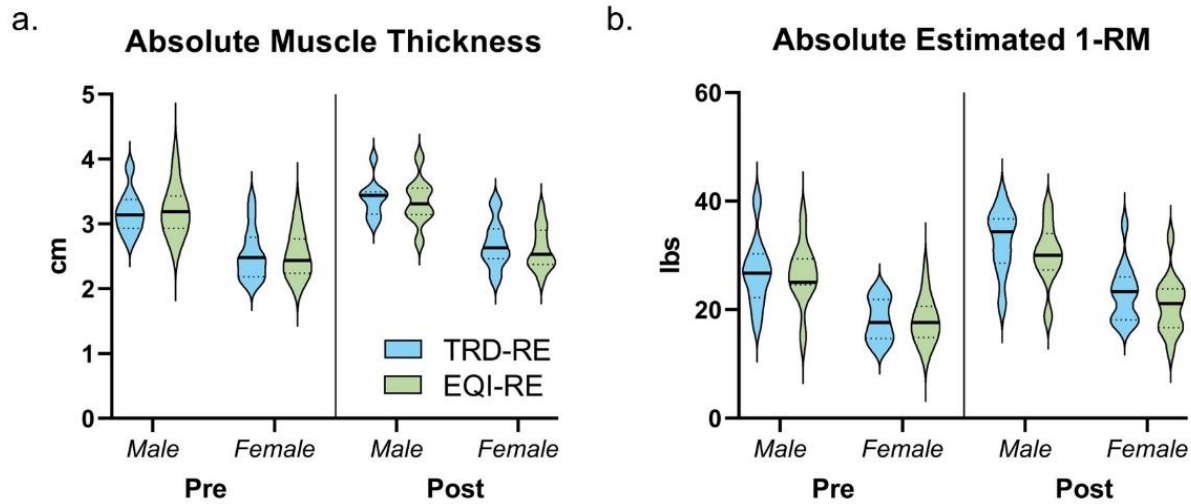 a.
Absolute Muscle Thickness
5
4
3
2
1
0
cm
TRD-RE
EQI-RE
Male
Female
Male
Female
Pre
Post
b.
Absolute Estimated 1-RM
60
40
20
0
lbs
Male
Female
Male
Female
Pre
Post